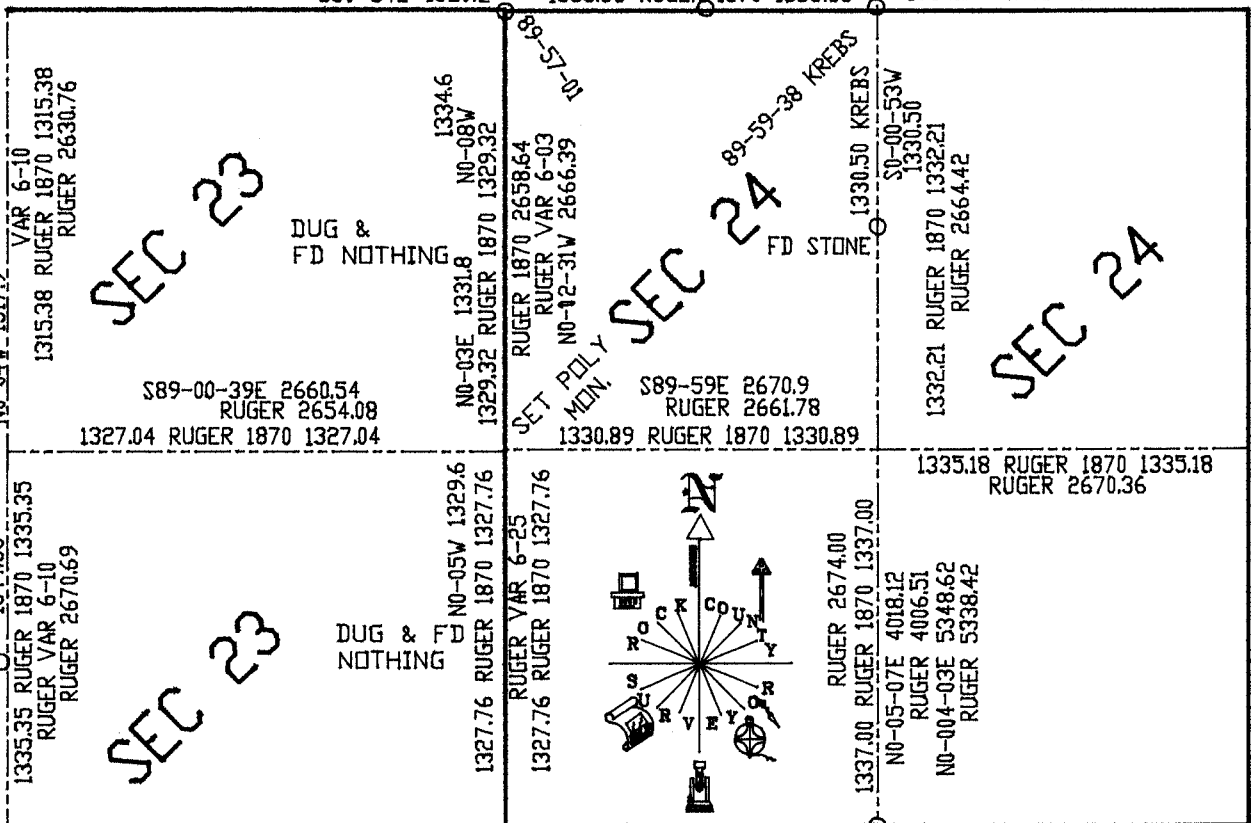 89-57-01
VAR 6-10
1315.38 RUGER 1870 1315.38
RUGER 2630.76
SEC 23
DUG &
FD NOTHING
1334.6
N0-08W
N0-03E 1331.8
1329.32 RUGER 1870 1329.32
S89-00-39E 2660.54
RUGER 2654.08
1327.04 RUGER 1870 1327.04
RUGER 1870 2658.64
RUGER VAR 6-03
N0-02-31W 2666.39
89-59-38 KREBS
SEC 24
FD STONE
SET POLY
MON.
S89-59E 2670.9
RUGER 2661.78
1330.89 RUGER 1870 1330.89
1330.50 KREBS
S0-00-53W
1330.50
1332.21 RUGER 1870 1332.21
RUGER 2664.42
SEC 24
1335.18 RUGER 1870 1335.18
RUGER 2670.36
1335.35 RUGER 1870 1335.35
RUGER VAR 6-10
RUGER 2670.69
SEC 23
DUG & FD
NOTHING
N0-05W 1329.6
1327.76 RUGER 1870 1327.76
RUGER VAR 6-25
1327.76 RUGER 1870 1327.76
N
ROCK COUNTY
SURVEYOR
RUGER 2674.00
1337.00 RUGER 1870 1337.00
N0-05-07E 4018.12
RUGER 4006.51
N0-004-03E 5348.62
RUGER 5338.42